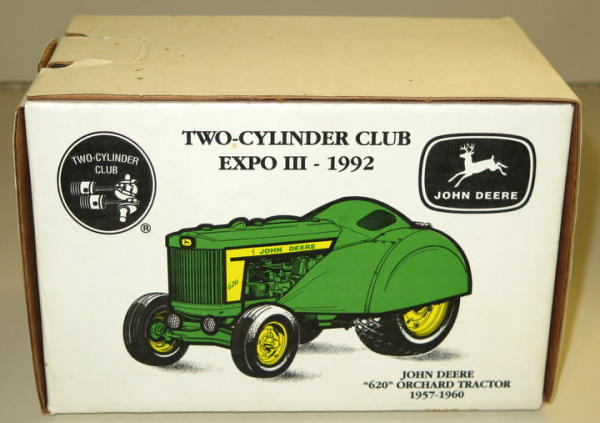 TWO-CYLINDER CLUB
EXPO III - 1992
TWO-CYLINDER
CLUB
®
JOHN DEERE
JOHN DEERE
620
JOHN DEERE
"620" ORCHARD TRACTOR
1957-1960